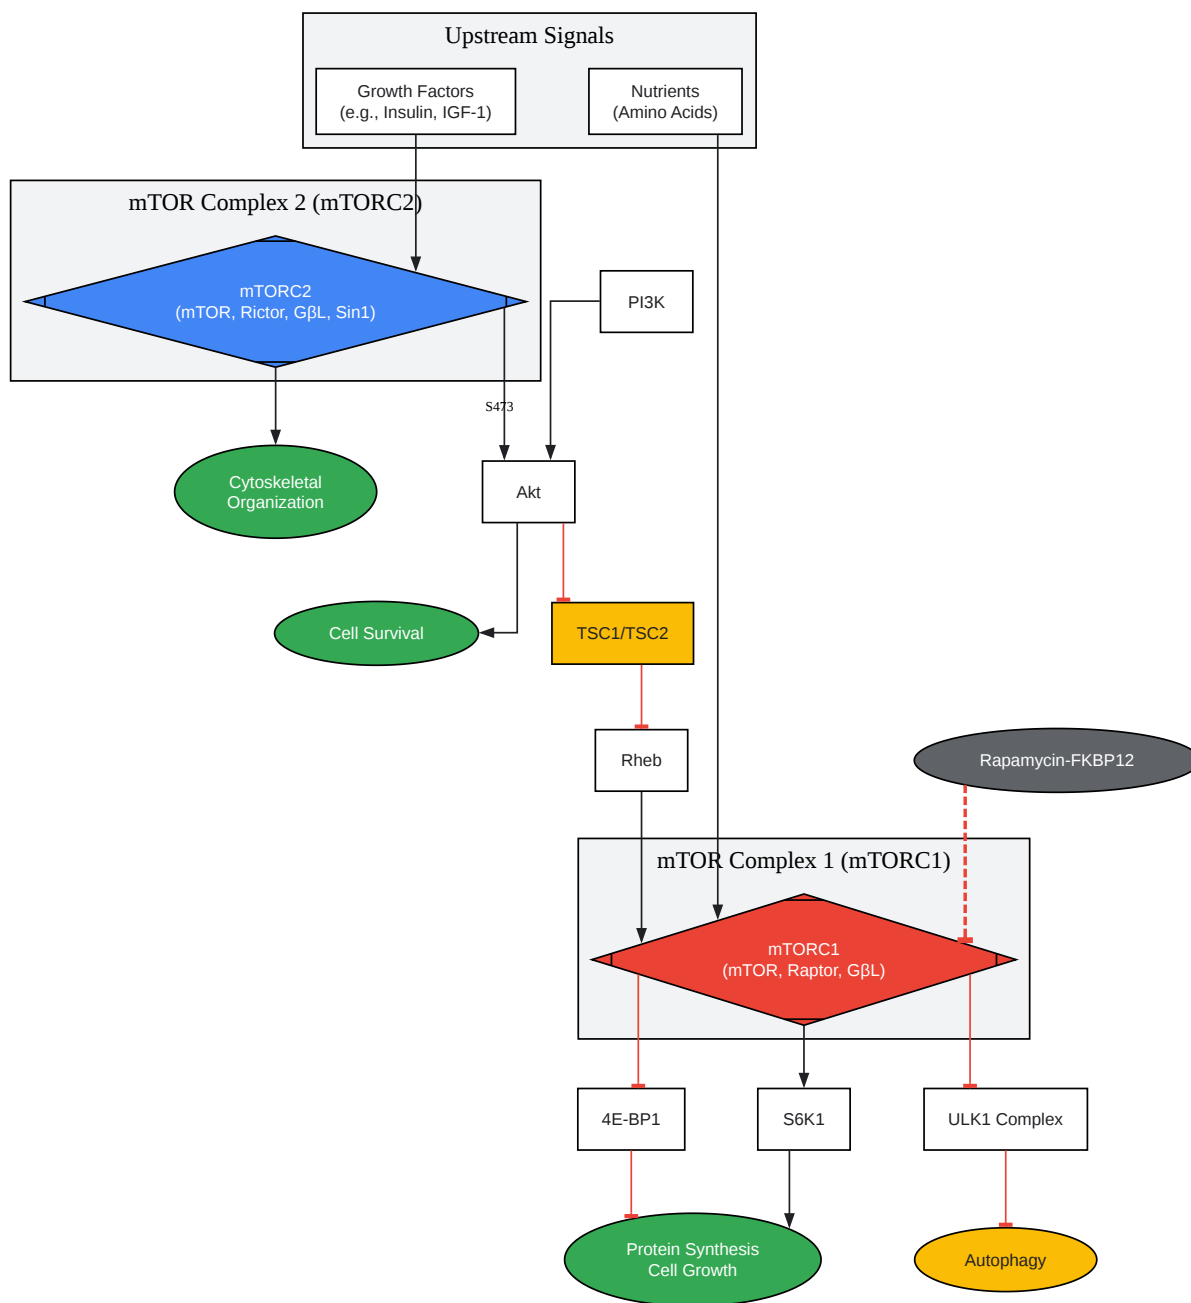 Upstream Signals
Growth Factors
(e.g., Insulin, IGF-1)
Nutrients
(Amino Acids)
mTOR Complex 2 (mTORC2)
mTORC2
(mTOR, Rictor, GβL, Sin1)
PI3K
S473
Cytoskeletal
Organization
Akt
Cell Survival
TSC1/TSC2
Rheb
Rapamycin-FKBP12
mTOR Complex 1 (mTORC1)
mTORC1
(mTOR, Raptor, GβL)
4E-BP1
S6K1
ULK1 Complex
Protein Synthesis
Cell Growth
Autophagy